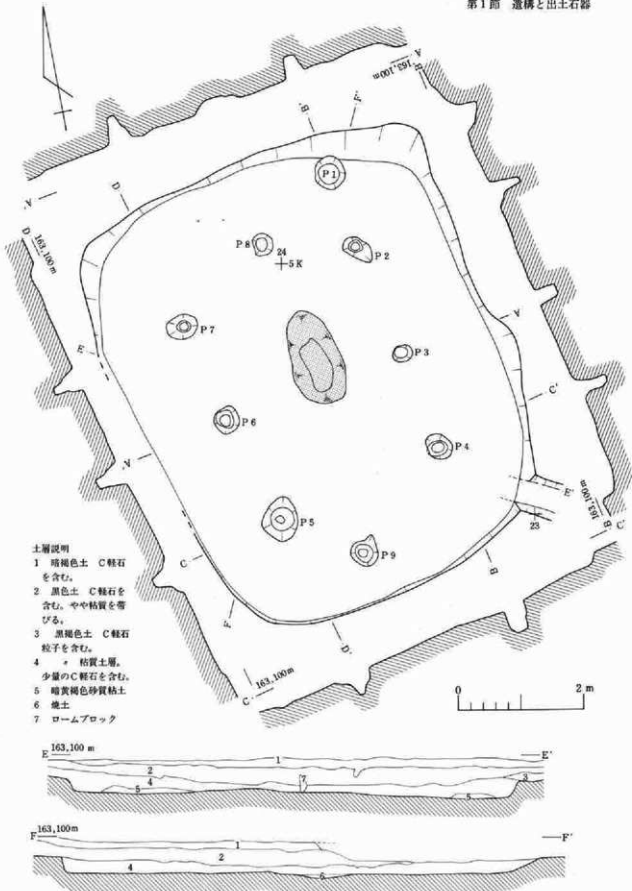 第1節 遺構と出土石器
A
163,100m
B'
B
F'
P1
D
A'
D
163,100m
P8
24
5K
P2
P7
P3
A
E
C'
P6
P4
A'
E'
163,100m
B
C'
23
P5
P9
C
B
F
D'
163,100m
C
土層説明
1 暗褐色土 C軽石
を含む。
2 黒色土 C軽石を
含む。やや粘質を帯
びる。
3 黒褐色土 C軽石
粒子を含む。
4 〃 粘質土層。
少量のC軽石を含む。
5 暗黄褐色砂質粘土
6 焼土
7 ロームブロック
0 2 m
E 163,100 m E'
1
2
7
4
3
5
5
F 163,100m F'
1
2
4
6